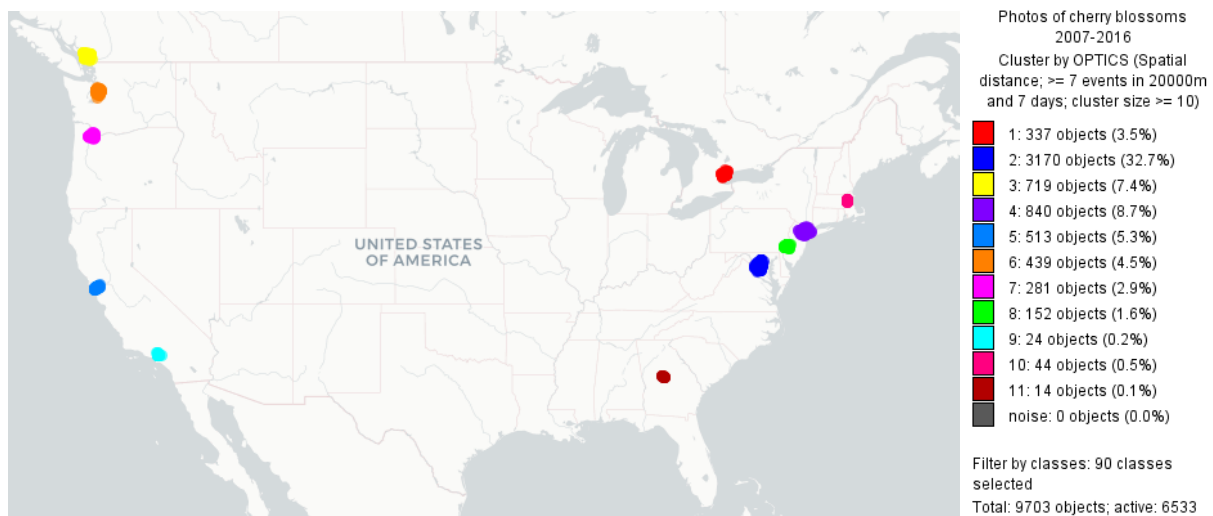 UNITED STATES
OF AMERICA
Photos of cherry blossoms
2007-2016
Cluster by OPTICS (Spatial
distance; >= 7 events in 20000m
and 7 days; cluster size >= 10)
1: 337 objects (3.5%)
2: 3170 objects (32.7%)
3: 719 objects (7.4%)
4: 840 objects (8.7%)
5: 513 objects (5.3%)
6: 439 objects (4.5%)
7: 281 objects (2.9%)
8: 152 objects (1.6%)
9: 24 objects (0.2%)
10: 44 objects (0.5%)
11: 14 objects (0.1%)
noise: 0 objects (0.0%)
Filter by classes: 90 classes
selected
Total: 9703 objects; active: 6533